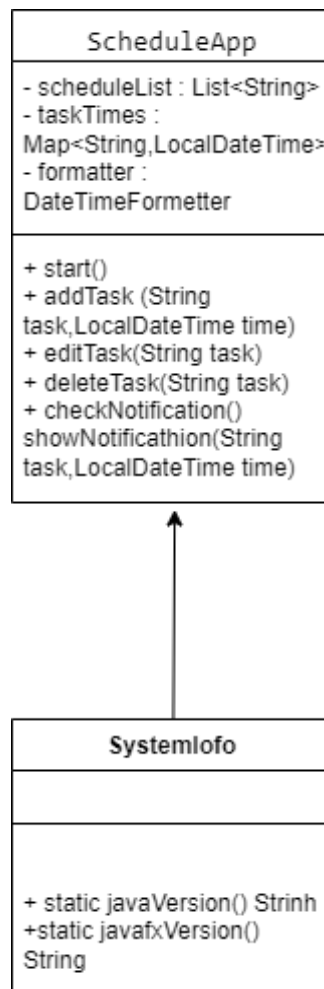 ScheduleApp
- scheduleList : List<String>
- taskTimes :
Map<String,LocalDateTime>
- formatter :
DateTimeFormetter
+ start()
+ addTask (String
task,LocalDateTime time)
+ editTask(String task)
+ deleteTask(String task)
+ checkNotification()
showNotificathion(String
task,LocalDateTime time)
SystemIofo
+ static javaVersion() Strinh
+static javafxVersion()
String